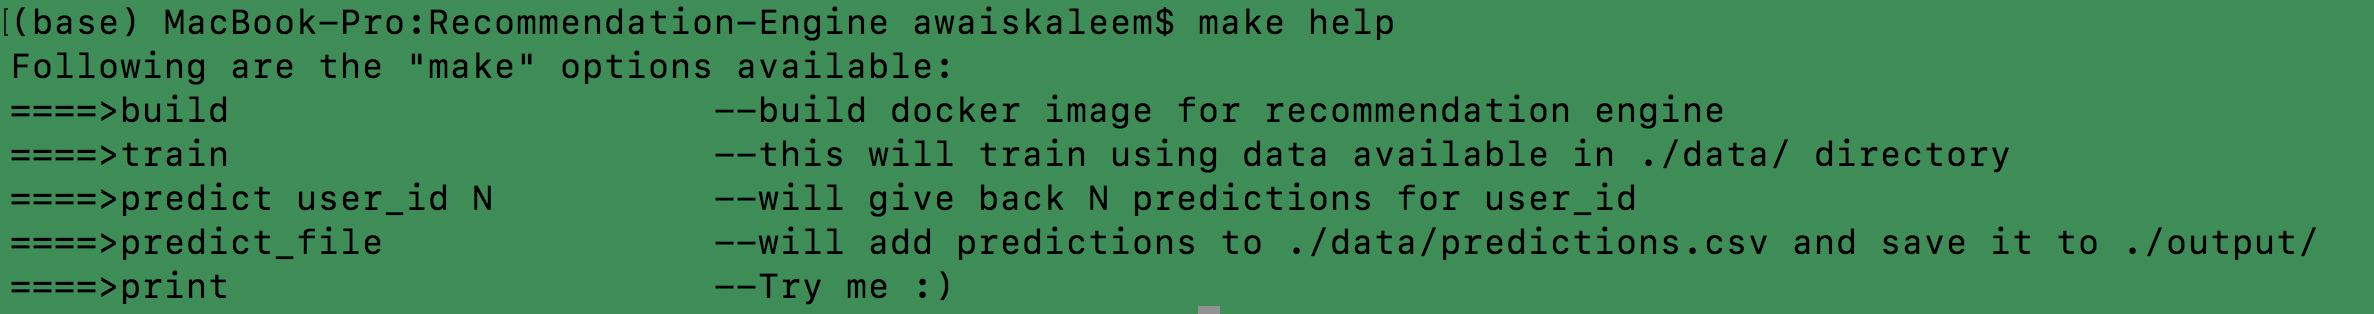 [(base) MacBook-Pro:Recommendation-Engine awaiskaleem$ make help
Following are the "make" options available:
====>build                      --build docker image for recommendation engine
====>train                      --this will train using data available in ./data/ directory
====>predict user_id N          --will give back N predictions for user_id
====>predict_file               --will add predictions to ./data/predictions.csv and save it to ./output/
====>print                      --Try me :)